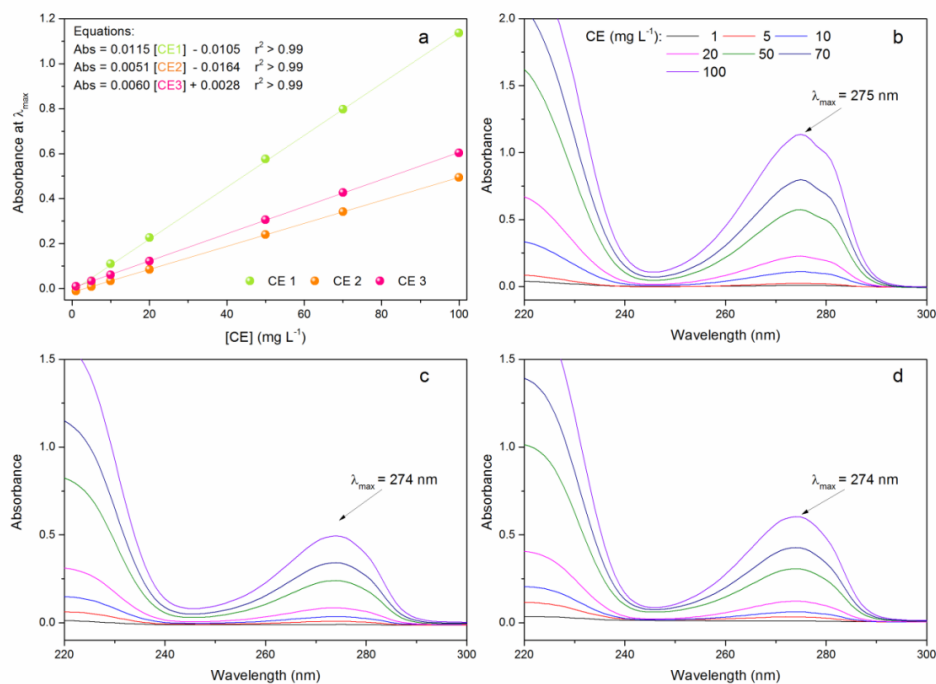 a
Equations:
Abs = 0.0115 [CE1] - 0.0105 r² > 0.99
Abs = 0.0051 [CE2] - 0.0164 r² > 0.99
Abs = 0.0060 [CE3] + 0.0028 r² > 0.99
1.2
1.0
0.8
0.6
0.4
0.2
0.0
Absorbance at λmax
CE 1 CE 2 CE 3
0 20 40 60 80 100
[CE] (mg L⁻¹)
b
CE (mg L⁻¹): 1 5 10
20 50 70
100
λmax = 275 nm
2.0
1.5
1.0
0.5
0.0
Absorbance
220 240 260 280 300
Wavelength (nm)
c
λmax = 274 nm
1.5
1.0
0.5
0.0
Absorbance
220 240 260 280 300
Wavelength (nm)
d
λmax = 274 nm
1.5
1.0
0.5
0.0
Absorbance
220 240 260 280 300
Wavelength (nm)